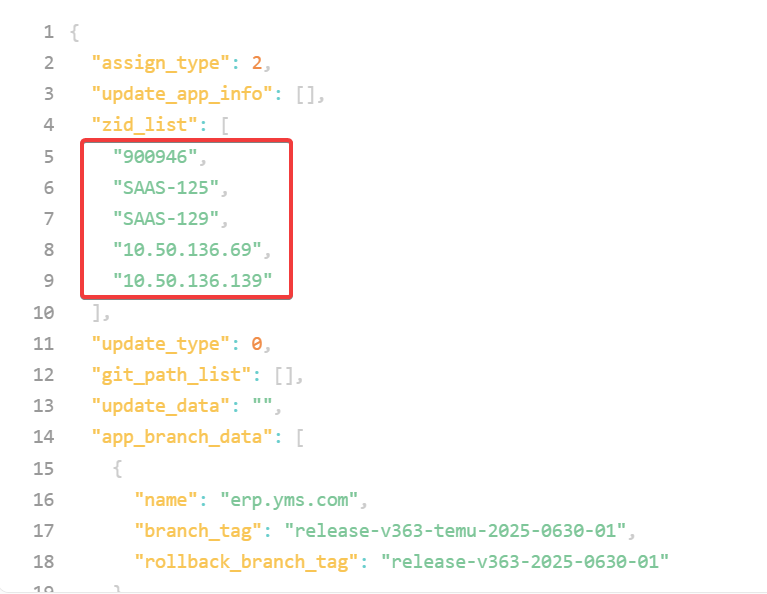 1 {
2 "assign_type": 2,
3 "update_app_info": [],
4 "zid_list": [
5 "900946",
6 "SAAS-125",
7 "SAAS-129",
8 "10.50.136.69",
9 "10.50.136.139"
10 ],
11 "update_type": 0,
12 "git_path_list": [],
13 "update_data": "",
14 "app_branch_data": [
15 {
16 "name": "erp.yms.com",
17 "branch_tag": "release-v363-temu-2025-0630-01",
18 "rollback_branch_tag": "release-v363-2025-0630-01"
19 }